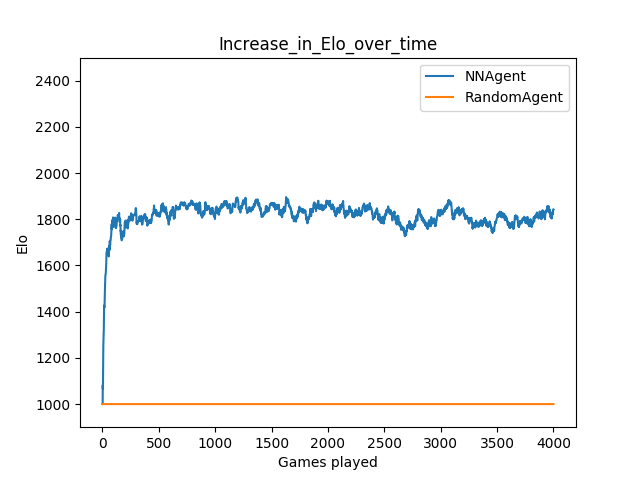 Increase_in_Elo_over_time
NNAgent
RandomAgent
2400
2200
2000
1800
1600
1400
1200
1000
Elo
0 500 1000 1500 2000 2500 3000 3500 4000
Games played